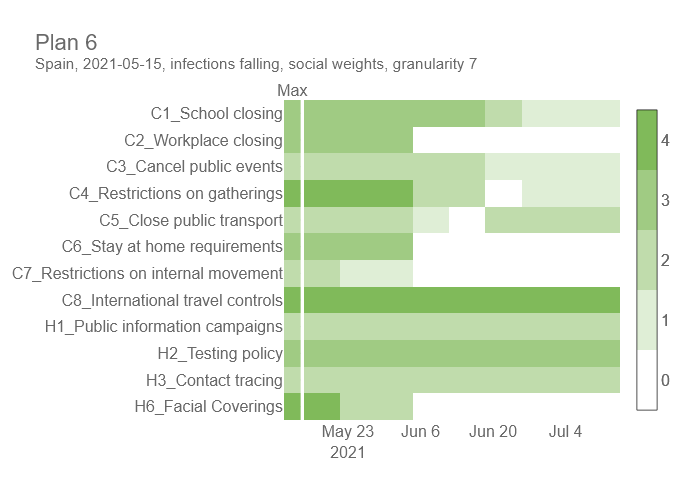 Plan 6
Spain, 2021-05-15, infections falling, social weights, granularity 7
Max
C1_School closing
C2_Workplace closing
C3_Cancel public events
C4_Restrictions on gatherings
C5_Close public transport
C6_Stay at home requirements
C7_Restrictions on internal movement
C8_International travel controls
H1_Public information campaigns
H2_Testing policy
H3_Contact tracing
H6_Facial Coverings
4
3
2
1
0
May 23 Jun 6 Jun 20 Jul 4
2021